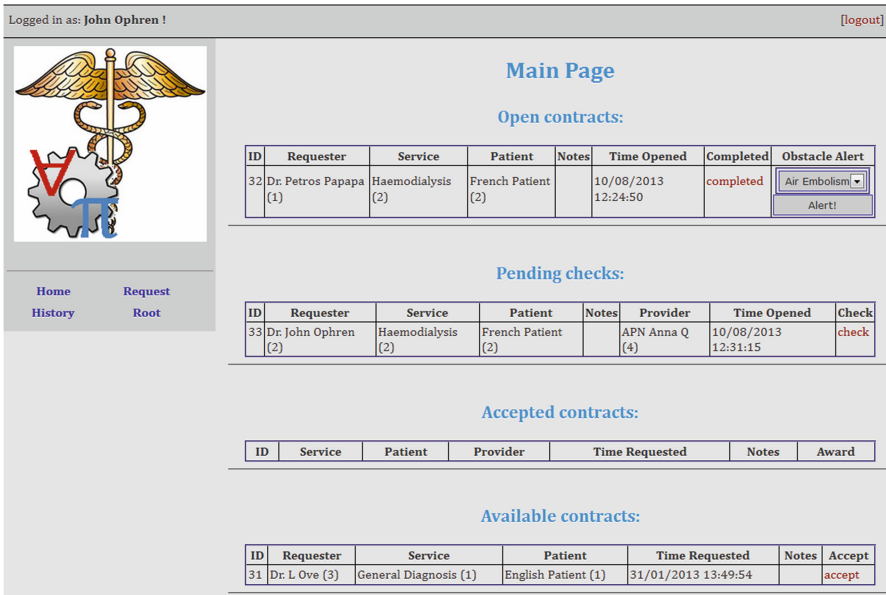 Logged in as: John Ophren ! [logout]
∀
π
Home Request
History Root
Main Page
Open contracts:
ID Requester Service Patient Notes Time Opened Completed Obstacle Alert
32 Dr. Petros Papapa Haemodialysis French Patient 10/08/2013 completed Air Embolism
(1) (2) (2) 12:24:50 Alert!
Pending checks:
ID Requester Service Patient Notes Provider Time Opened Check
33 Dr. John Ophren Haemodialysis French Patient APN Anna Q 10/08/2013 check
(2) (2) (2) (4) 12:31:15
Accepted contracts:
ID Service Patient Provider Time Requested Notes Award
Available contracts:
ID Requester Service Patient Time Requested Notes Accept
31 Dr. L Ove (3) General Diagnosis (1) English Patient (1) 31/01/2013 13:49:54 accept